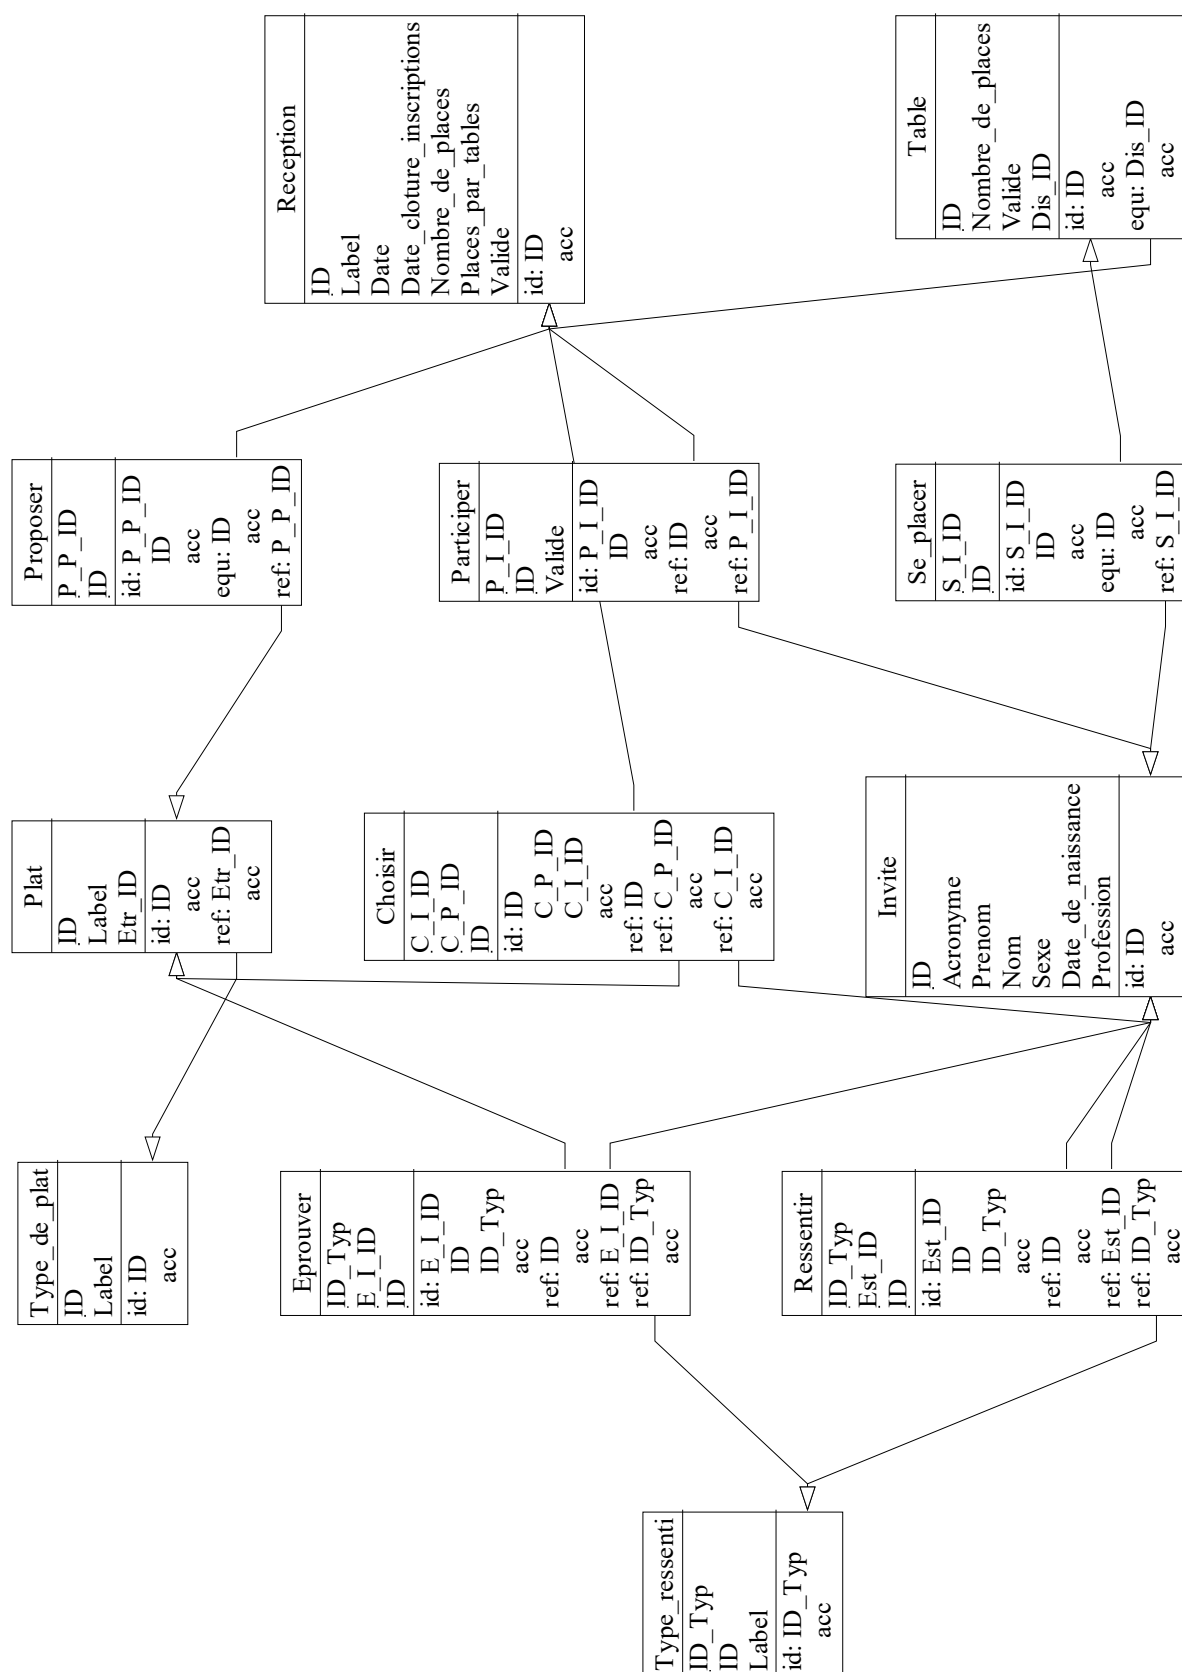 Type_de_plat
ID
Label
id: ID
acc
Plat
ID
Label
Etr_ID
id: ID
acc
ref: Etr_ID
acc
Proposer
P_P_ID
ID
id: P_P_ID
ID
acc
equ: ID
acc
ref: P_P_ID
Reception
ID
Label
Date
Date_cloture_inscriptions
Nombre_de_places
Places_par_tables
Valide
id: ID
acc
Eprouver
ID_Typ
E_I_ID
ID
id: E_I_ID
ID
ID_Typ
acc
ref: ID
acc
ref: E_I_ID
ref: ID_Typ
acc
Choisir
C_I_ID
C_P_ID
ID
id: ID
C_P_ID
C_I_ID
acc
ref: ID
ref: C_P_ID
acc
ref: C_I_ID
acc
Participer
P_I_ID
ID
Valide
id: P_I_ID
ID
acc
ref: ID
acc
ref: P_I_ID
Type_ressenti
ID_Typ
ID
Label
id: ID_Typ
acc
Ressentir
ID_Typ
Est_ID
ID
id: Est_ID
ID
ID_Typ
acc
ref: ID
acc
ref: Est_ID
ref: ID_Typ
acc
Invite
ID
Acronyme
Prenom
Nom
Sexe
Date_de_naissance
Profession
id: ID
acc
Se_placer
S_I_ID
ID
id: S_I_ID
ID
acc
equ: ID
acc
ref: S_I_ID
Table
ID
Nombre_de_places
Valide
Dis_ID
id: ID
acc
equ: Dis_ID
acc